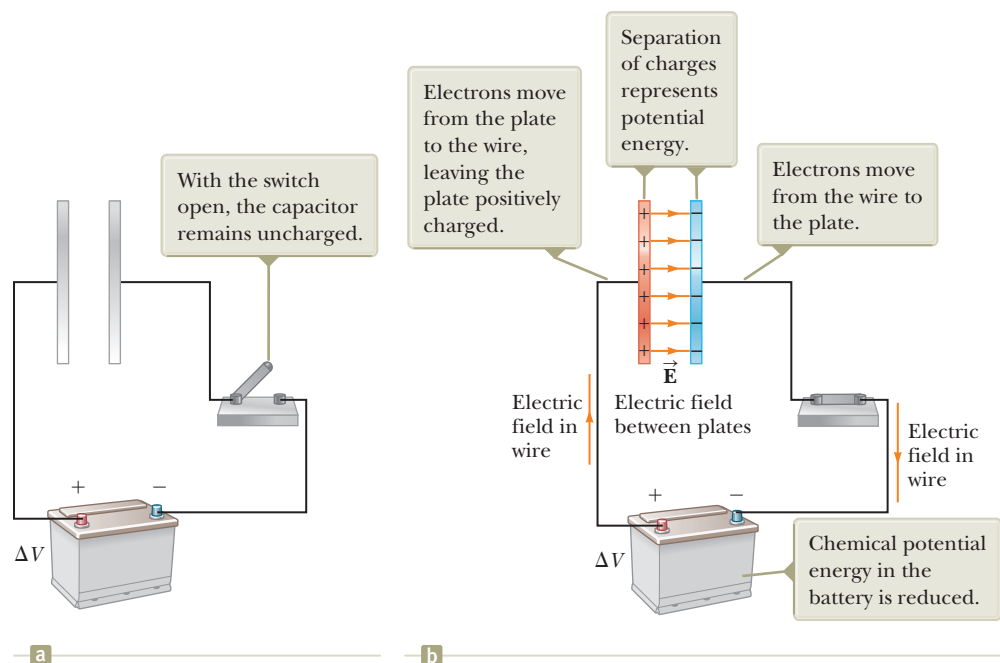 With the switch
open, the capacitor
remains uncharged.
+
−
ΔV
a
Electrons move
from the plate
to the wire,
leaving the
plate positively
charged.
Separation
of charges
represents
potential
energy.
Electrons move
from the wire to
the plate.
+ −
+ −
+ −
+ −
+ −
+ −
E
Electric
field in
wire
Electric field
between plates
Electric
field in
wire
+
−
ΔV
Chemical potential
energy in the
battery is reduced.
b